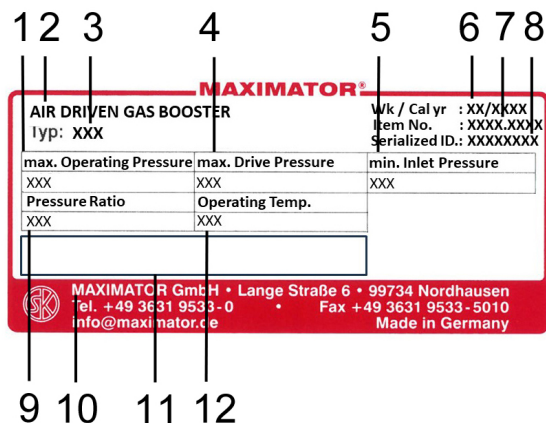 1 2 3 4 5 6 7 8
MAXIMATOR®
AIR DRIVEN GAS BOOSTER
Typ: XXX
Wk / Cal yr : XX/XXXX
Item No. : XXXX.XXXX
Serialized ID.: XXXXXXXX
max. Operating Pressure max. Drive Pressure min. Inlet Pressure
XXX XXX XXX
Pressure Ratio Operating Temp.
XXX XXX
SK
MAXIMATOR GmbH • Lange Straße 6 • 99734 Nordhausen
Tel. +49 3631 9533-0 • Fax +49 3631 9533-5010
info@maximator.de Made in Germany
9 10 11 12